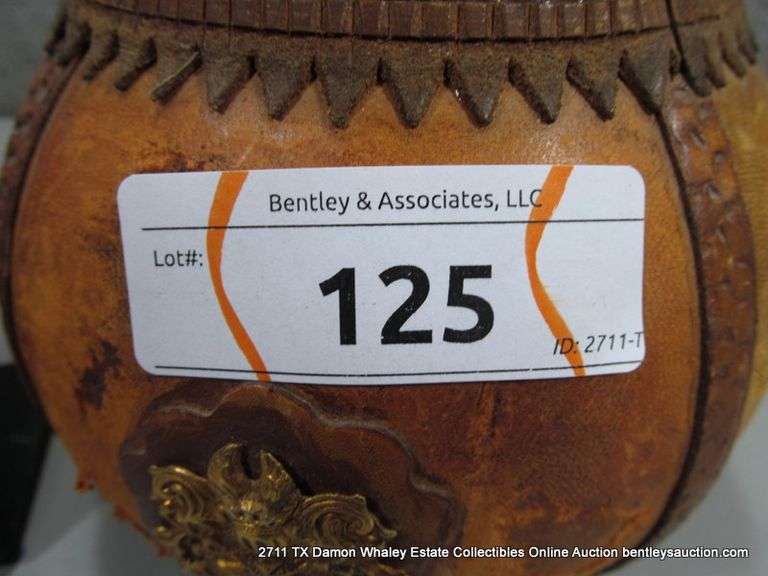 Bentley & Associates, LLC
Lot#:
125
ID: 2711-T
2711 TX Damon Whaley Estate Collectibles Online Auction bentleysauction.com